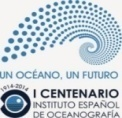 UN OCÉANO, UN FUTURO
1914-2014
I CENTENARIO
INSTITUTO ESPAÑOL
DE OCEANOGRAFÍA